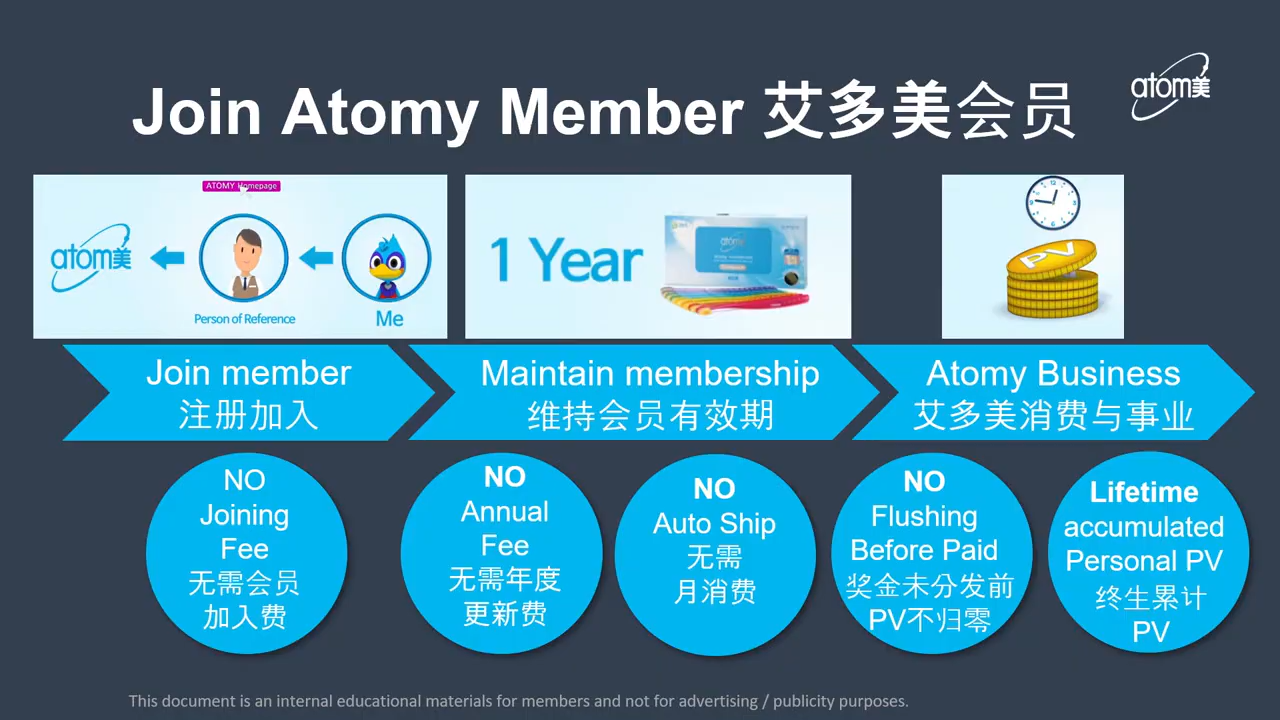 Join Atomy Member 艾多美会员
atom美
ATOMY Homepage
atom美
Person of Reference
Me
1 Year
atom美
PV
Join member
注册加入
Maintain membership
维持会员有效期
Atomy Business
艾多美消费与事业
NO
Joining
Fee
无需会员
加入费
NO
Annual
Fee
无需年度
更新费
NO
Auto Ship
无需
月消费
NO
Flushing
Before Paid
奖金未分发前
PV不归零
Lifetime
accumulated
Personal PV
终生累计
PV
This document is an internal educational materials for members and not for advertising / publicity purposes.